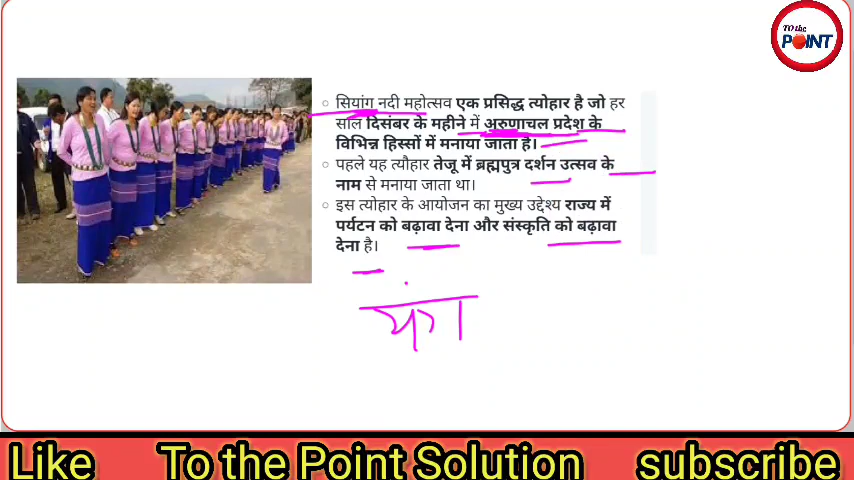 TO the
POINT
सियांग नदी महोत्सव एक प्रसिद्ध त्योहार है जो हर
साल दिसंबर के महीने में अरुणाचल प्रदेश के
विभिन्न हिस्सों में मनाया जाता है।
पहले यह त्यौहार तेजू में ब्रह्मपुत्र दर्शन उत्सव के
नाम से मनाया जाता था।
इस त्योहार के आयोजन का मुख्य उद्देश्य राज्य में
पर्यटन को बढ़ावा देना और संस्कृति को बढ़ावा
देना है।
Like To the Point Solution subscribe